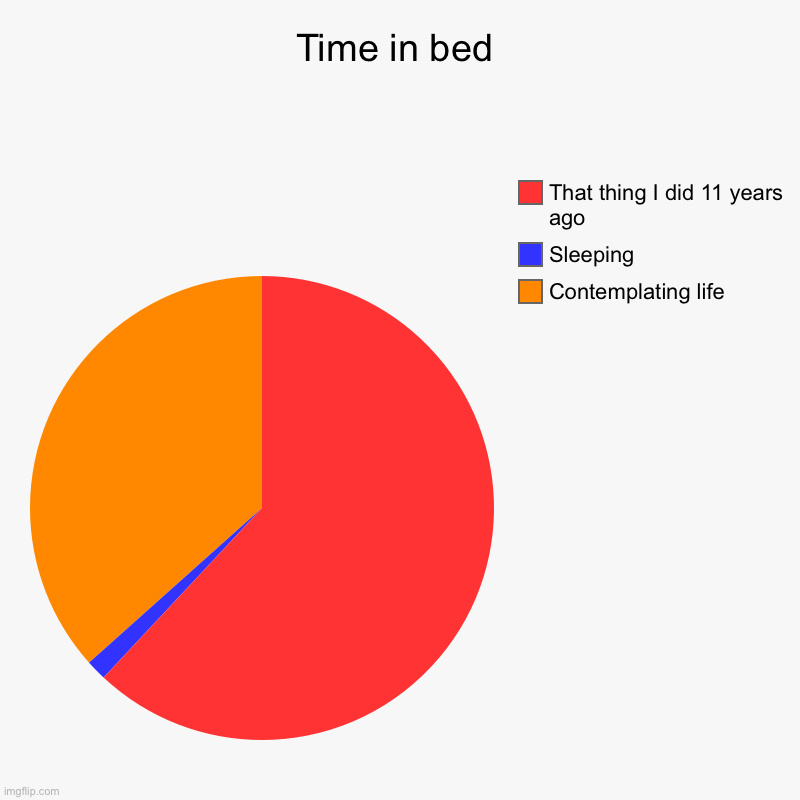 Time in bed
That thing I did 11 years
ago
Sleeping
Contemplating life
imgflip.com